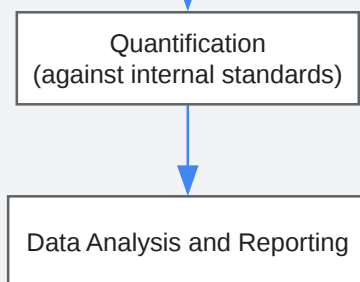 Quantification
(against internal standards)
Data Analysis and Reporting